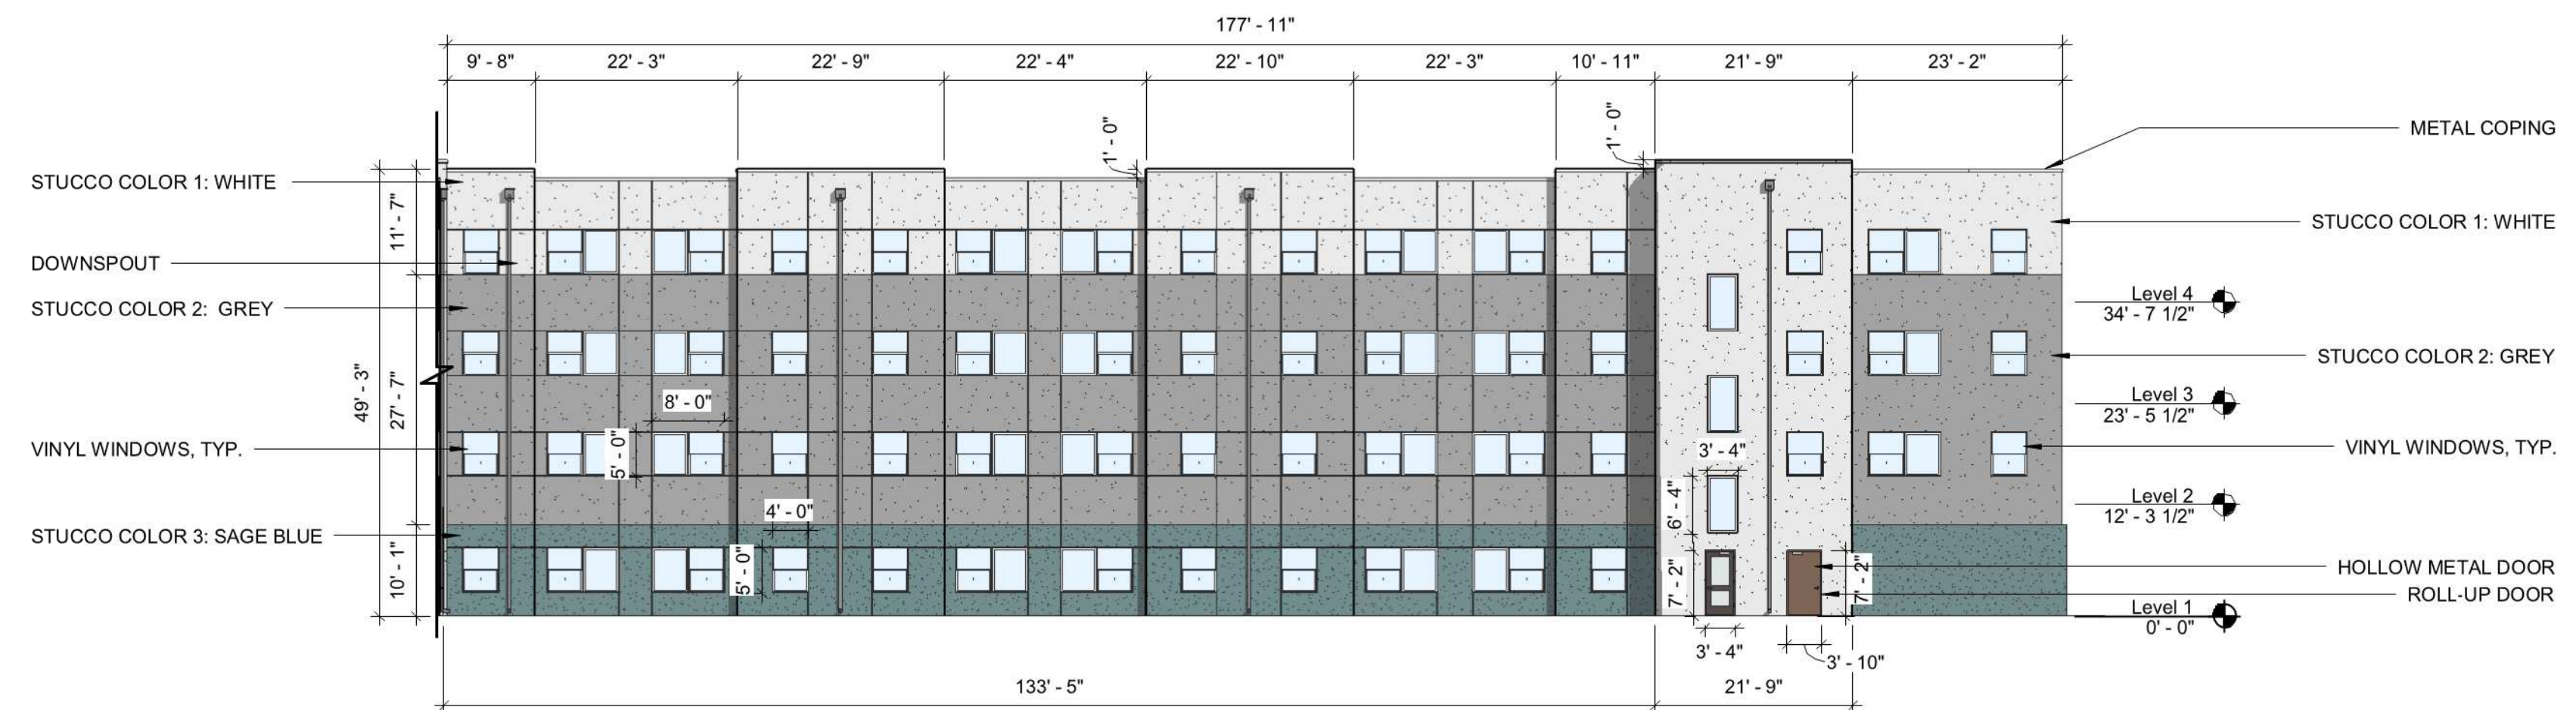 177' - 11"
9' - 8"
22' - 3"
22' - 9"
22' - 4"
22' - 10"
22' - 3"
10' - 11"
21' - 9"
23' - 2"
1' - 0"
1' - 0"
METAL COPING
STUCCO COLOR 1: WHITE
11' - 7"
STUCCO COLOR 1: WHITE
DOWNSPOUT
STUCCO COLOR 2: GREY
Level 4
34' - 7 1/2"
STUCCO COLOR 2: GREY
49' - 3"
27' - 7"
8' - 0"
Level 3
23' - 5 1/2"
VINYL WINDOWS, TYP.
5' - 0"
3' - 4"
VINYL WINDOWS, TYP.
6' - 4"
4' - 0"
Level 2
12' - 3 1/2"
STUCCO COLOR 3: SAGE BLUE
10' - 1"
5' - 0"
7' - 2"
7' - 2"
HOLLOW METAL DOOR
ROLL-UP DOOR
Level 1
0' - 0"
3' - 4"
3' - 10"
133' - 5"
21' - 9"